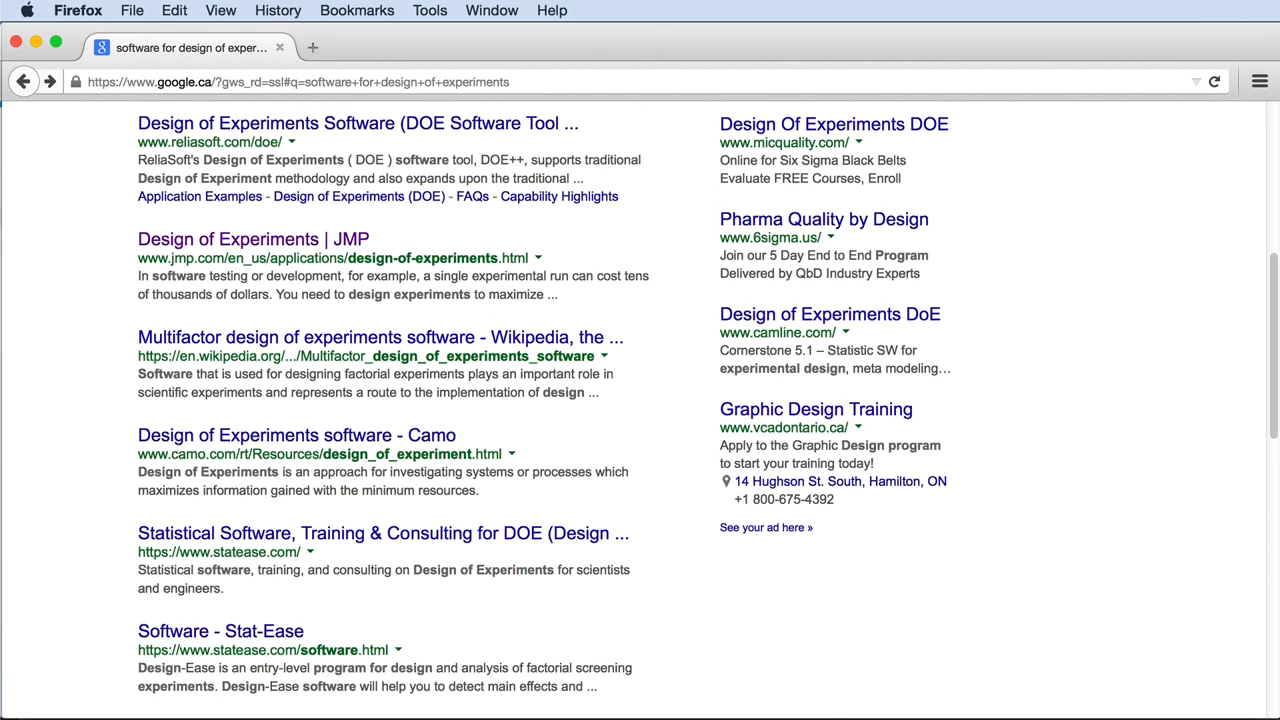 Firefox File Edit View History Bookmarks Tools Window Help
software for design of exper...
https://www.google.ca/?gws_rd=ssl#q=software+for+design+of+experiments
Design of Experiments Software (DOE Software Tool ...
www.reliasoft.com/doe/
ReliaSoft's Design of Experiments ( DOE ) software tool, DOE++, supports traditional
Design of Experiment methodology and also expands upon the traditional ...
Application Examples - Design of Experiments (DOE) - FAQs - Capability Highlights
Design of Experiments | JMP
www.jmp.com/en_us/applications/design-of-experiments.html
In software testing or development, for example, a single experimental run can cost tens
of thousands of dollars. You need to design experiments to maximize ...
Multifactor design of experiments software - Wikipedia, the ...
https://en.wikipedia.org/.../Multifactor_design_of_experiments_software
Software that is used for designing factorial experiments plays an important role in
scientific experiments and represents a route to the implementation of design ...
Design of Experiments software - Camo
www.camo.com/rt/Resources/design_of_experiment.html
Design of Experiments is an approach for investigating systems or processes which
maximizes information gained with the minimum resources.
Statistical Software, Training & Consulting for DOE (Design ...
https://www.statease.com/
Statistical software, training, and consulting on Design of Experiments for scientists
and engineers.
Software - Stat-Ease
https://www.statease.com/software.html
Design-Ease is an entry-level program for design and analysis of factorial screening
experiments. Design-Ease software will help you to detect main effects and ...
Design Of Experiments DOE
www.micquality.com/
Online for Six Sigma Black Belts
Evaluate FREE Courses, Enroll
Pharma Quality by Design
www.6sigma.us/
Join our 5 Day End to End Program
Delivered by QbD Industry Experts
Design of Experiments DoE
www.camline.com/
Cornerstone 5.1 – Statistic SW for
experimental design, meta modeling...
Graphic Design Training
www.vcadontario.ca/
Apply to the Graphic Design program
to start your training today!
14 Hughson St. South, Hamilton, ON
+1 800-675-4392
See your ad here »